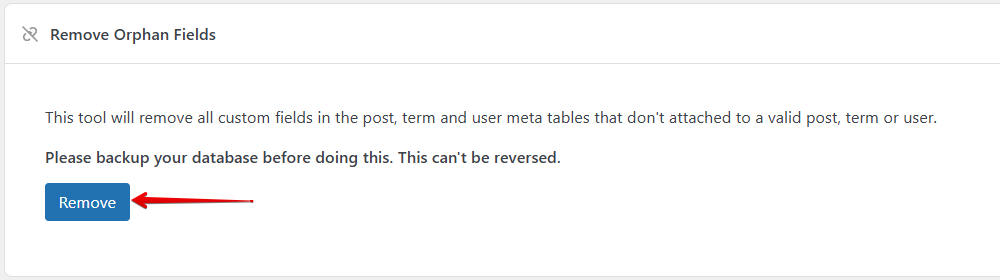 Remove Orphan Fields
This tool will remove all custom fields in the post, term and user meta tables that don't attached to a valid post, term or user.
Please backup your database before doing this. This can't be reversed.
Remove